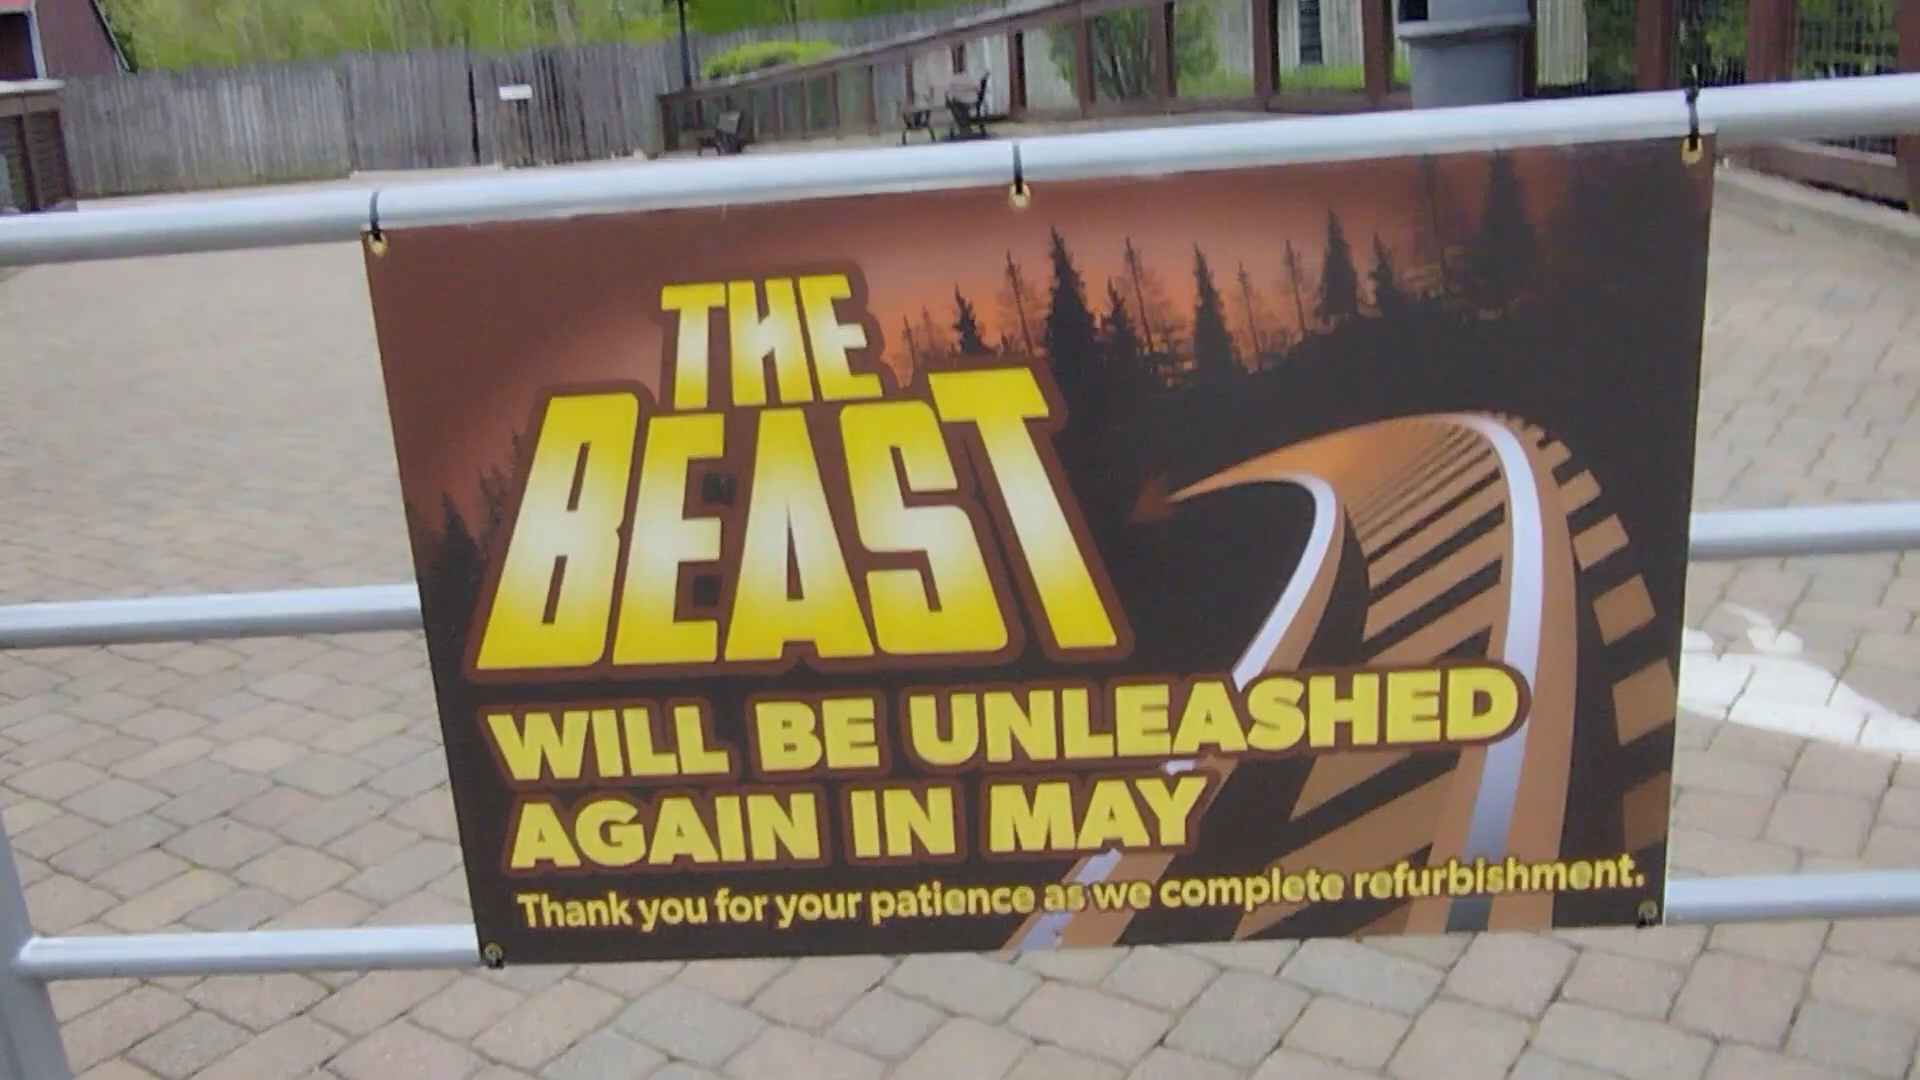 THE
BEAST
WILL BE UNLEASHED
AGAIN IN MAY
Thank you for your patience as we complete refurbishment.